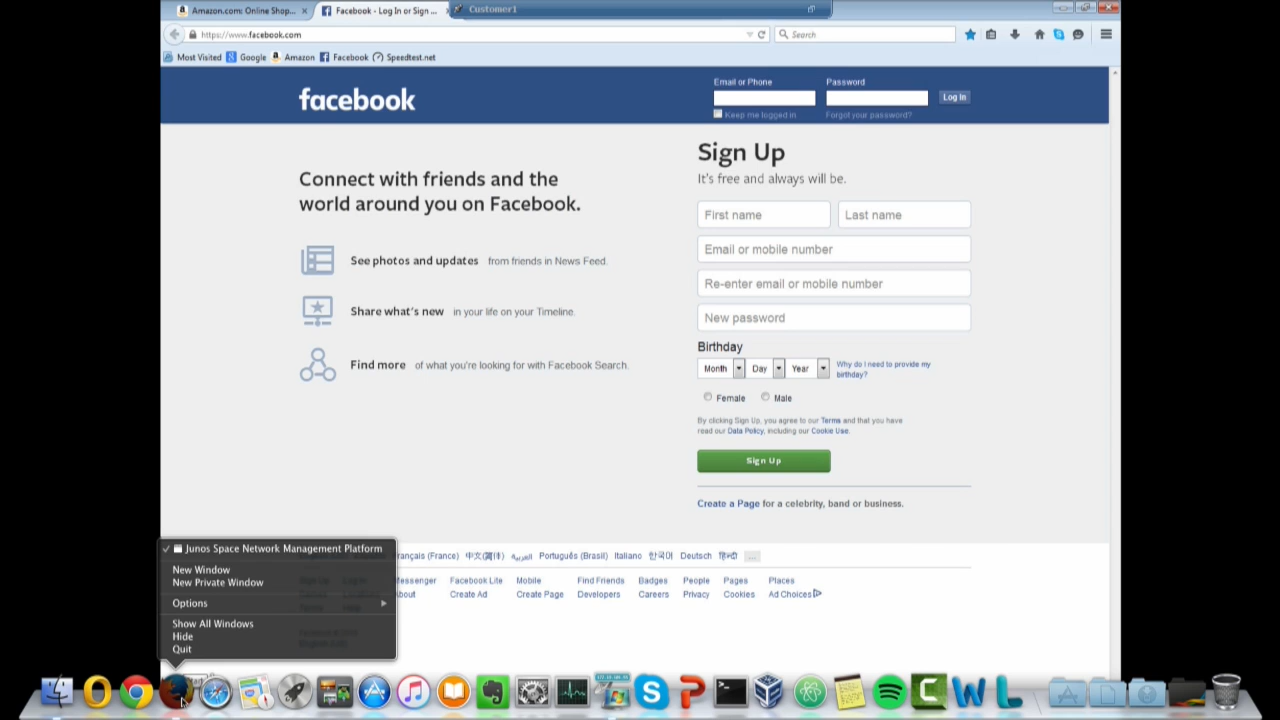 Amazon.com: Online Shop...
Facebook - Log In or Sign ...
Customer1
https://www.facebook.com
Search
Most Visited
Google
Amazon
Facebook
Speedtest.net
facebook
Email or Phone
Password
Log In
Keep me logged in
Forgot your password?
Connect with friends and the
world around you on Facebook.
See photos and updates from friends in News Feed.
Share what's new in your life on your Timeline.
Find more of what you're looking for with Facebook Search.
Sign Up
It's free and always will be.
First name
Last name
Email or mobile number
Re-enter email or mobile number
New password
Birthday
Month
Day
Year
Why do I need to provide my
birthday?
Female
Male
By clicking Sign Up, you agree to our Terms and that you have
read our Data Policy, including our Cookie Use.
Sign Up
Create a Page for a celebrity, band or business.
✓ Junos Space Network Management Platform
New Window
New Private Window
Options
Show All Windows
Hide
Quit
rançais (France) 中文(简体) العربية Português (Brasil) Italiano 한국어 Deutsch हिन्दी ...
Messenger Facebook Lite Mobile Find Friends Badges People Pages Places
About Create Ad Create Page Developers Careers Privacy Cookies Ad Choices